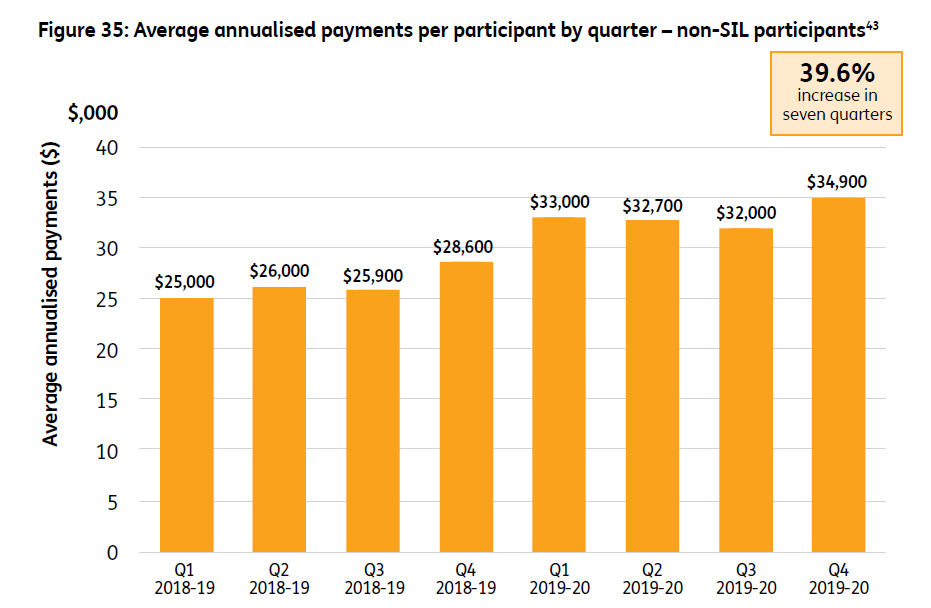 Figure 35: Average annualised payments per participant by quarter – non-SIL participants⁴³
39.6%
increase in
seven quarters
$,000
Average annualised payments ($)
40
35
30
25
20
15
10
5
0
$25,000
$26,000
$25,900
$28,600
$33,000
$32,700
$32,000
$34,900
Q1
2018-19
Q2
2018-19
Q3
2018-19
Q4
2018-19
Q1
2019-20
Q2
2019-20
Q3
2019-20
Q4
2019-20